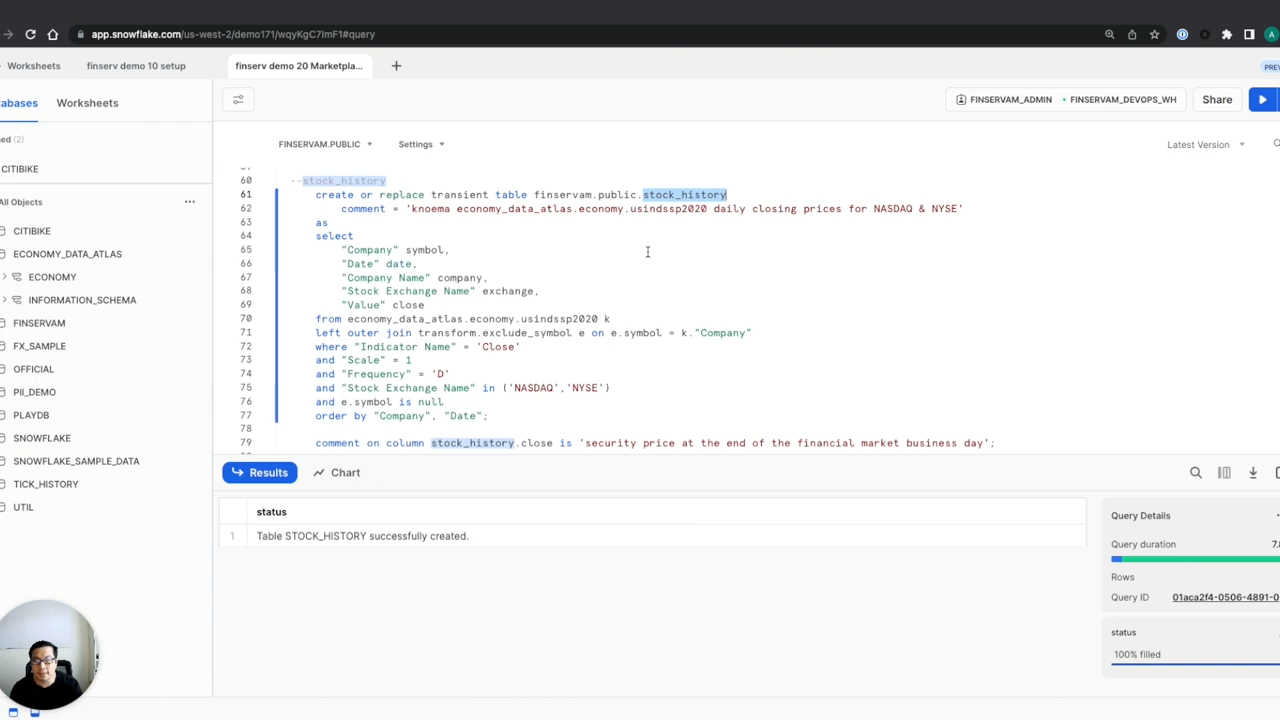 app.snowflake.com/us-west-2/demo171/wqyKgC7ImF1#query
Worksheets
finserv demo 10 setup
finserv demo 20 Marketpla...
abases
Worksheets
FINSERVAM_ADMIN
FINSERVAM_DEVOPS_WH
Share
(2)
CITIBIKE
All Objects
...
CITIBIKE
ECONOMY_DATA_ATLAS
ECONOMY
INFORMATION_SCHEMA
FINSERVAM
FX_SAMPLE
OFFICIAL
PII_DEMO
PLAYDB
SNOWFLAKE
SNOWFLAKE_SAMPLE_DATA
TICK_HISTORY
UTIL
FINSERVAM.PUBLIC
Settings
Latest Version
60 --stock_history
61 create or replace transient table finservam.public.stock_history
62 comment = 'knoema economy_data_atlas.economy.usindssp2020 daily closing prices for NASDAQ & NYSE'
63 as
64 select
65 "Company" symbol,
66 "Date" date,
67 "Company Name" company,
68 "Stock Exchange Name" exchange,
69 "Value" close
70 from economy_data_atlas.economy.usindssp2020 k
71 left outer join transform.exclude_symbol e on e.symbol = k."Company"
72 where "Indicator Name" = 'Close'
73 and "Scale" = 1
74 and "Frequency" = 'D'
75 and "Stock Exchange Name" in ('NASDAQ','NYSE')
76 and e.symbol is null
77 order by "Company", "Date";
78
79 comment on column stock_history.close is 'security price at the end of the financial market business day';
Results
Chart
status
1 Table STOCK_HISTORY successfully created.
Query Details
Query duration 7.
Rows
Query ID 01aca2f4-0506-4891-0
status
100% filled